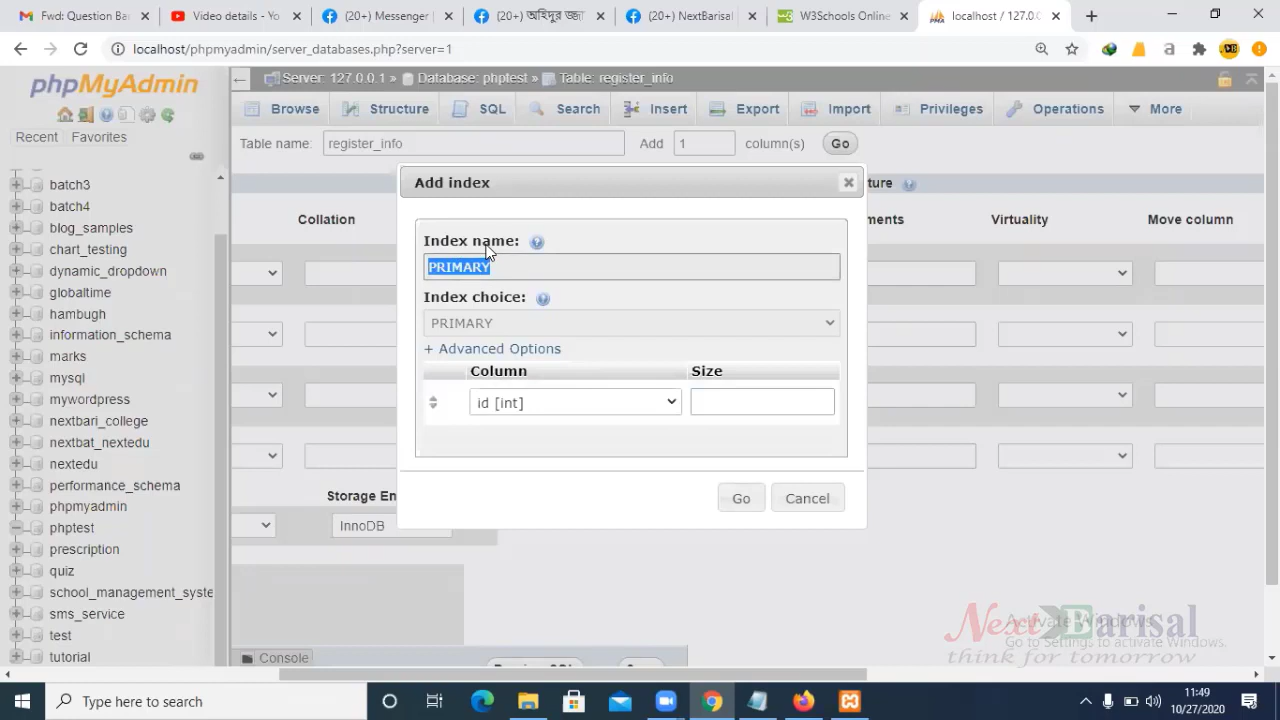 Fwd: Question Ba
Video details - Yo
(20+) Messenger |
(20+) অহিদুর জ্জা
(20+) NextBarisal
W3Schools Online
localhost / 127.0.0
localhost/phpmyadmin/server_databases.php?server=1
phpMyAdmin
Recent Favorites
batch3
batch4
blog_samples
chart_testing
dynamic_dropdown
globaltime
hambugh
information_schema
marks
mysql
mywordpress
nextbari_college
nextbat_nextedu
nextedu
performance_schema
phpmyadmin
phptest
prescription
quiz
school_management_syste
sms_service
test
tutorial
Server: 127.0.0.1 » Database: phptest » Table: register_info
Browse Structure SQL Search Insert Export Import Privileges Operations More
Table name: register_info Add 1 column(s) Go
ture
Collation ments Virtuality Move column
Add index
Index name:
PRIMARY
Index choice:
PRIMARY
+ Advanced Options
Column Size
id [int]
Go Cancel
Storage En
InnoDB
Console
Next Barisal
think for tomorrow
Activate Windows
Go to Settings to activate Windows.
Type here to search
11:49
10/27/2020